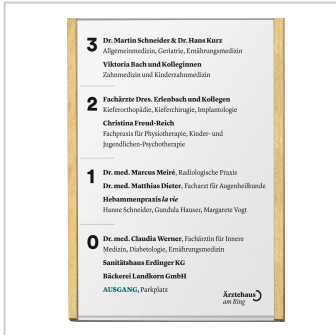 3 Dr. Martin Schneider & Dr. Hans Kurz
Allgemeinmedizin, Geriatrie, Ernährungsmedizin
Viktoria Bach und Kolleginnen
Zahnmedizin und Kinderzahnmedizin
2 Fachärzte Dres. Erlenbach und Kollegen
Kieferorthopädie, Kieferchirugie, Implantologie
Christina Freud-Reich
Fachpraxis für Physiotherapie, Kinder- und
Jugendlichen-Psychotherapie
1 Dr. med. Marcus Meiré, Radiologische Praxis
Dr. med. Matthias Dieter, Facharzt für Augenheilkunde
Hebammenpraxis la vie
Hanne Schneider, Gundula Hauser, Margarete Vogt
0 Dr. med. Claudia Werner, Fachärztin für Innere
Medizin, Diabetologie, Ernährungsmedizin
Sanitätshaus Erdinger KG
Bäckerei Landkorn GmbH
AUSGANG, Parkplatz
Ärztehaus
am Ring